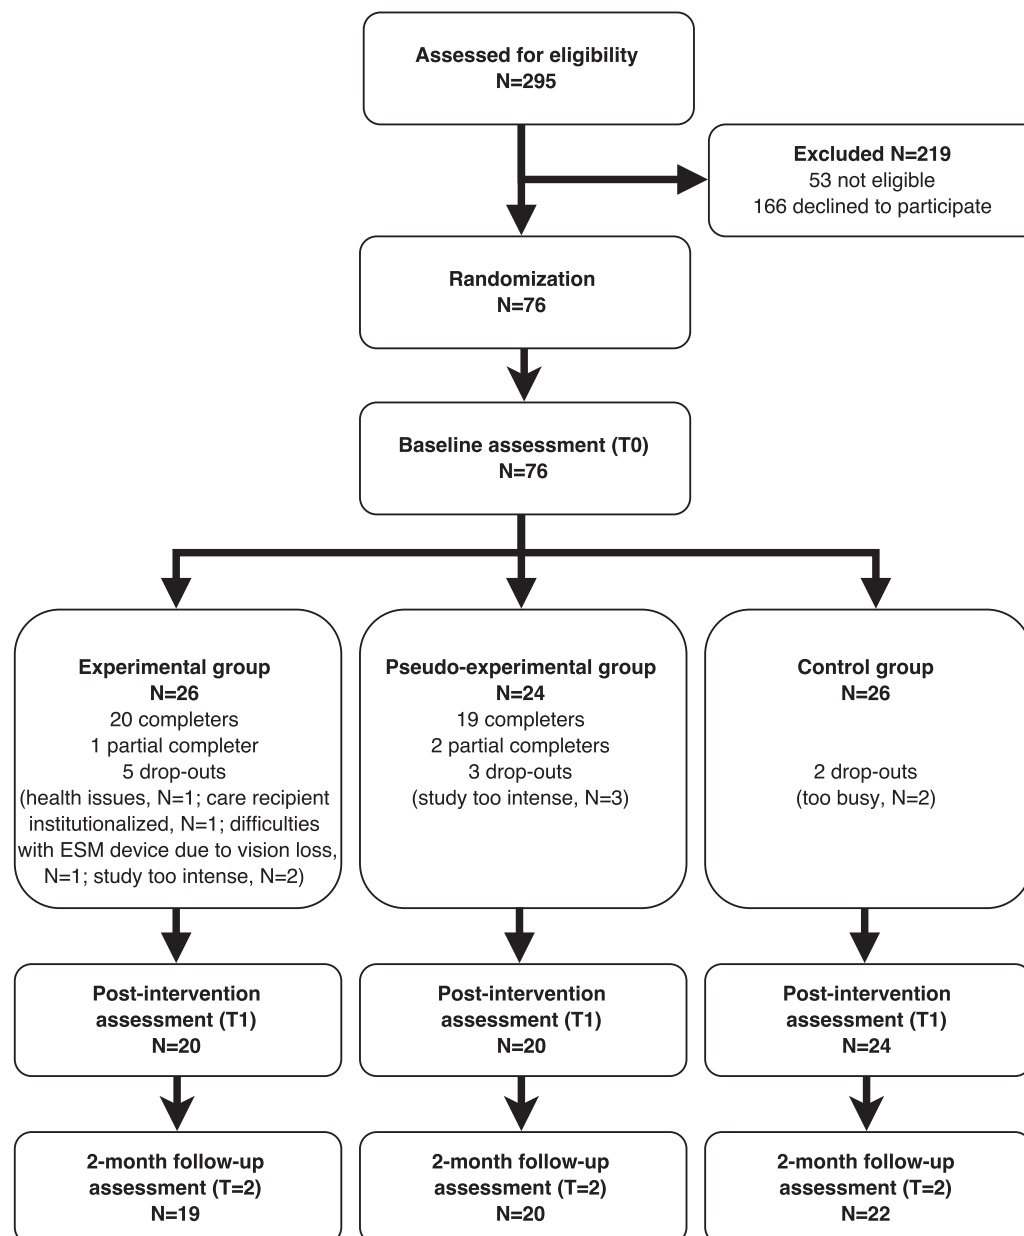 Assessed for eligibility
N=295
Excluded N=219
53 not eligible
166 declined to participate
Randomization
N=76
Baseline assessment (T0)
N=76
Experimental group
N=26
20 completers
1 partial completer
5 drop-outs
(health issues, N=1; care recipient
institutionalized, N=1; difficulties
with ESM device due to vision loss,
N=1; study too intense, N=2)
Pseudo-experimental group
N=24
19 completers
2 partial completers
3 drop-outs
(study too intense, N=3)
Control group
N=26
2 drop-outs
(too busy, N=2)
Post-intervention
assessment (T1)
N=20
Post-intervention
assessment (T1)
N=20
Post-intervention
assessment (T1)
N=24
2-month follow-up
assessment (T=2)
N=19
2-month follow-up
assessment (T=2)
N=20
2-month follow-up
assessment (T=2)
N=22